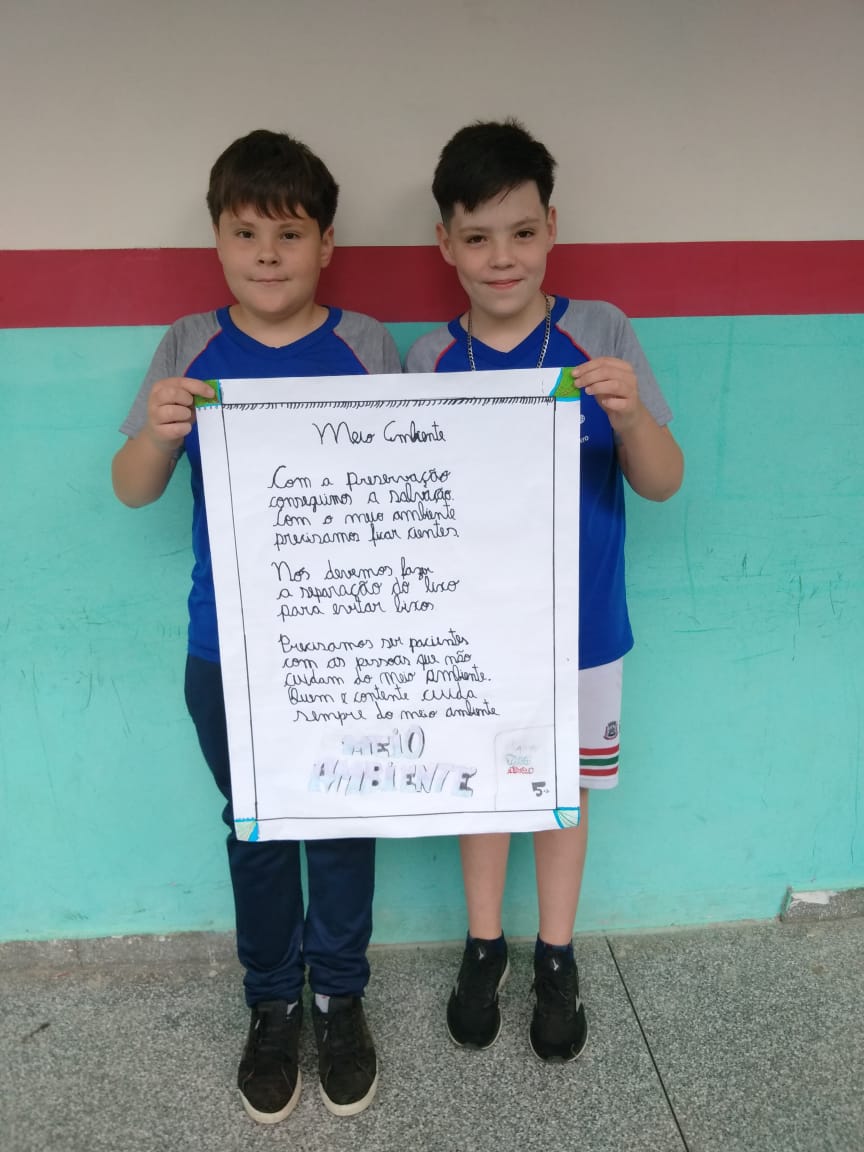 Meio Ambiente
Com a preservação
conseguimos a salvação.
Com o meio ambiente
precisamos ficar cientes.
Nós devemos fazer
a separação do lixo
para evitar lixos
Precisamos ser pacientes
com as pessoas que não
cuidam do meio ambiente.
Quem é contente cuida
sempre do meio ambiente
MEIO
AMBIENTE
5º